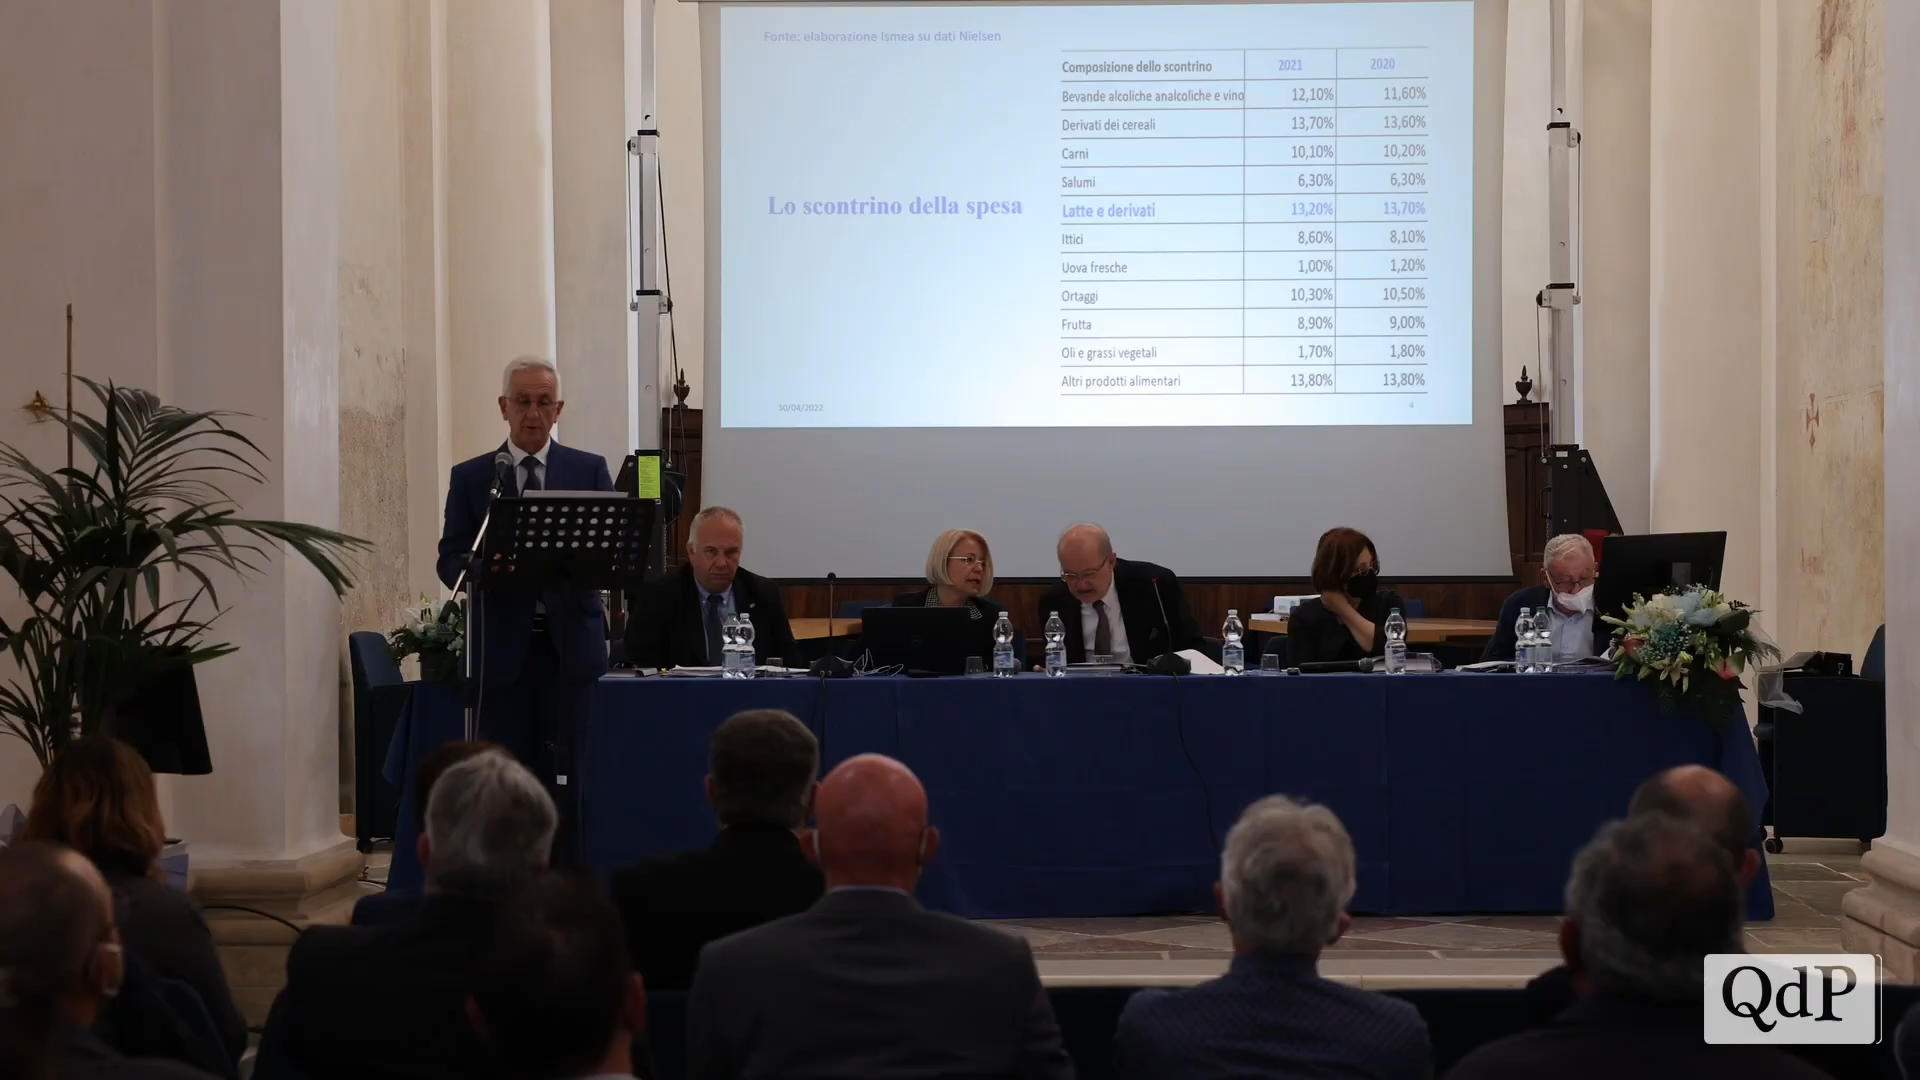 Fonte: elaborazione Ismea su dati Nielsen
Lo scontrino della spesa
Composizione dello scontrino 2021 2020
Bevande alcoliche analcoliche e vino 12,10% 11,60%
Derivati dei cereali 13,70% 13,60%
Carni 10,10% 10,20%
Salumi 6,30% 6,30%
Latte e derivati 13,20% 13,70%
Ittici 8,60% 8,10%
Uova fresche 1,00% 1,20%
Ortaggi 10,30% 10,50%
Frutta 8,90% 9,00%
Oli e grassi vegetali 1,70% 1,80%
Altri prodotti alimentari 13,80% 13,80%
30/04/2022 4
QdP